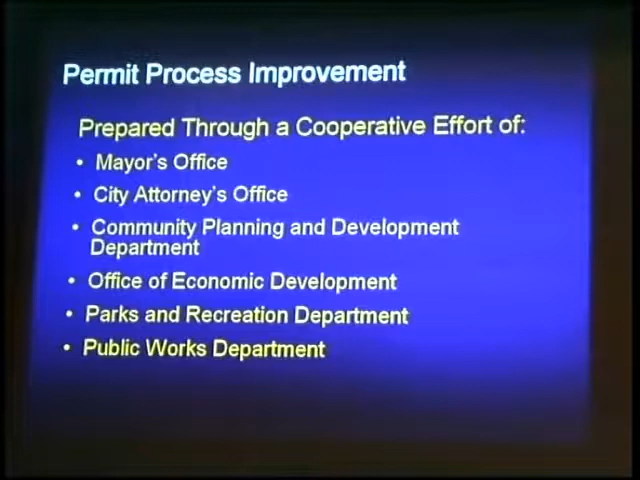 Permit Process Improvement
Prepared Through a Cooperative Effort of:
• Mayor's Office
• City Attorney's Office
• Community Planning and Development
Department
• Office of Economic Development
• Parks and Recreation Department
• Public Works Department